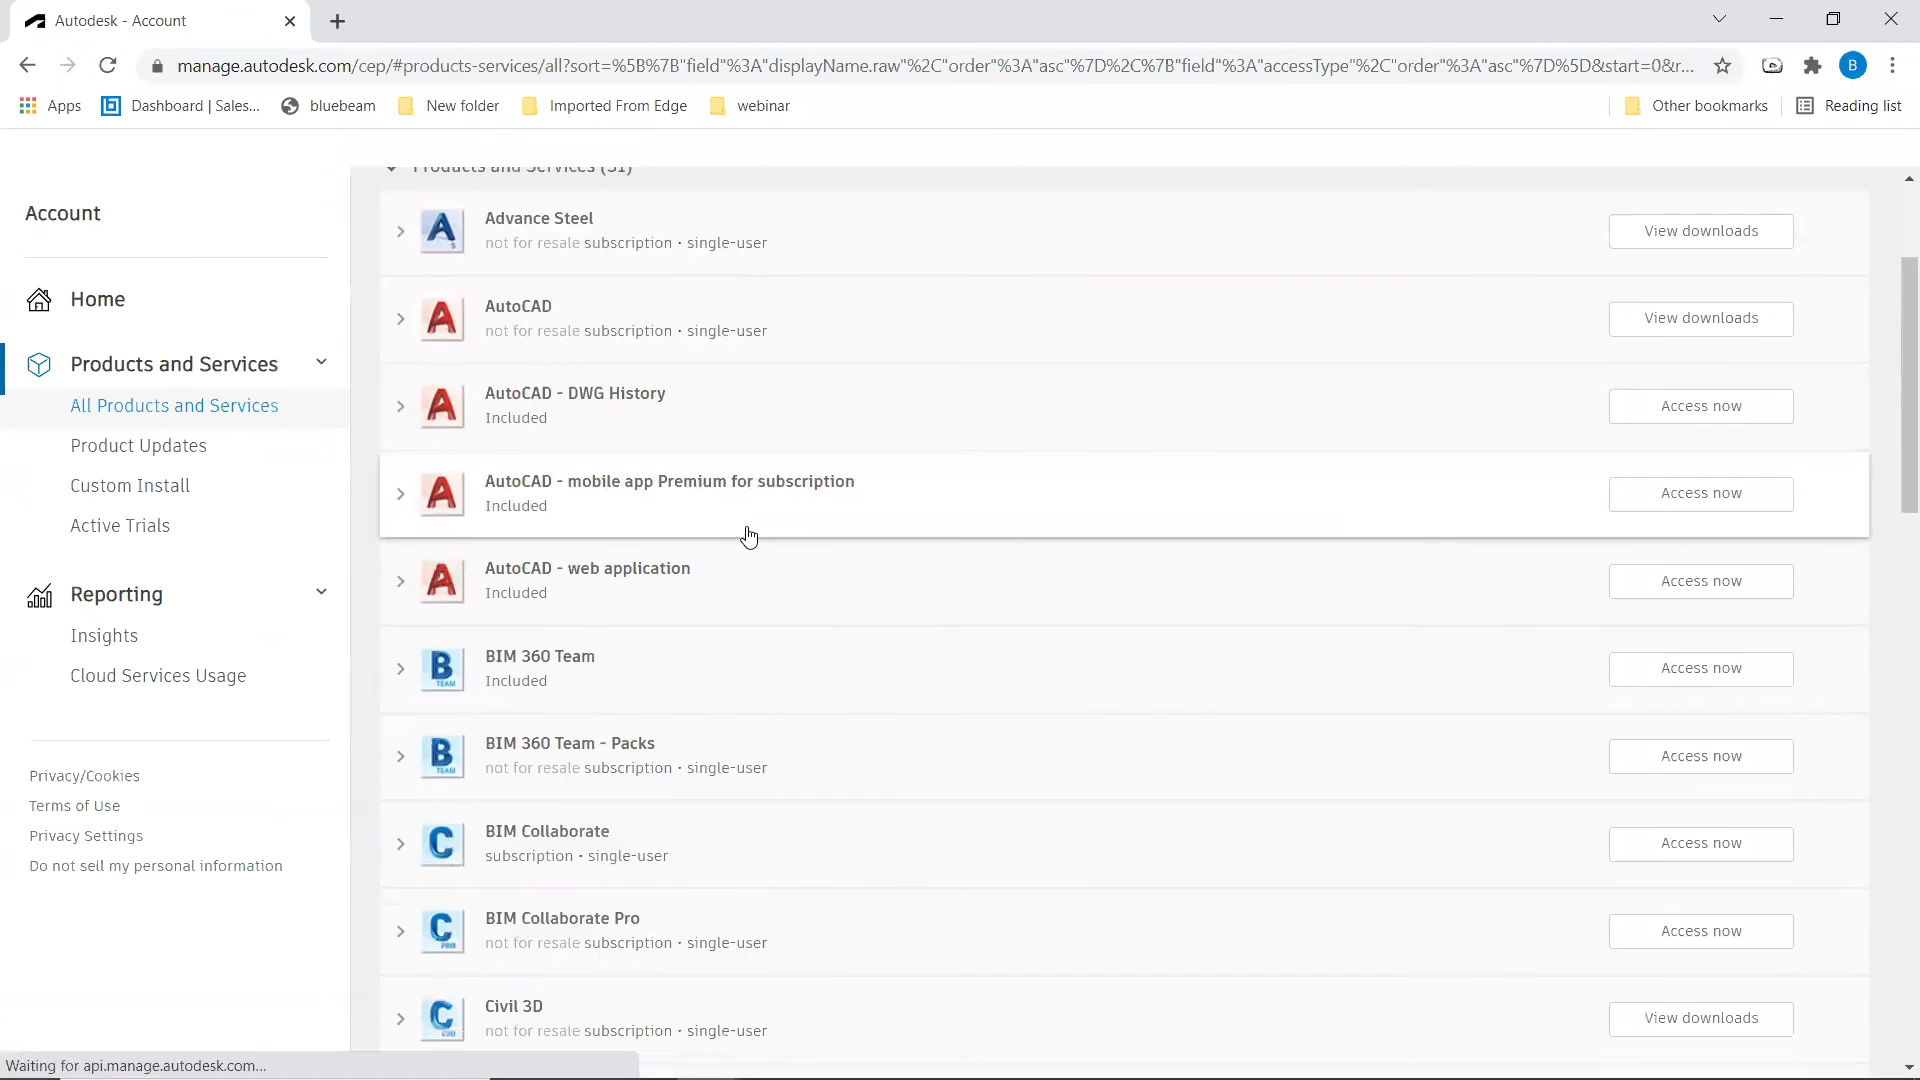 Autodesk - Account
manage.autodesk.com/cep/#products-services/all?sort=%5B%7B"field"%3A"displayName.raw"%2C"order"%3A"asc"%7D%2C%7B"field"%3A"accessType"%2C"order"%3A"asc"%7D%5D&start=0&r...
B
Apps
Dashboard | Sales...
bluebeam
New folder
Imported From Edge
webinar
Other bookmarks
Reading list
Account
Home
Products and Services
All Products and Services
Product Updates
Custom Install
Active Trials
Reporting
Insights
Cloud Services Usage
Privacy/Cookies
Terms of Use
Privacy Settings
Do not sell my personal information
Products and Services (31)
Advance Steel
not for resale subscription · single-user
View downloads
AutoCAD
not for resale subscription · single-user
View downloads
AutoCAD - DWG History
Included
Access now
AutoCAD - mobile app Premium for subscription
Included
Access now
AutoCAD - web application
Included
Access now
BIM 360 Team
Included
Access now
BIM 360 Team - Packs
not for resale subscription · single-user
Access now
BIM Collaborate
subscription · single-user
Access now
BIM Collaborate Pro
not for resale subscription · single-user
Access now
Civil 3D
not for resale subscription · single-user
View downloads
Waiting for api.manage.autodesk.com...